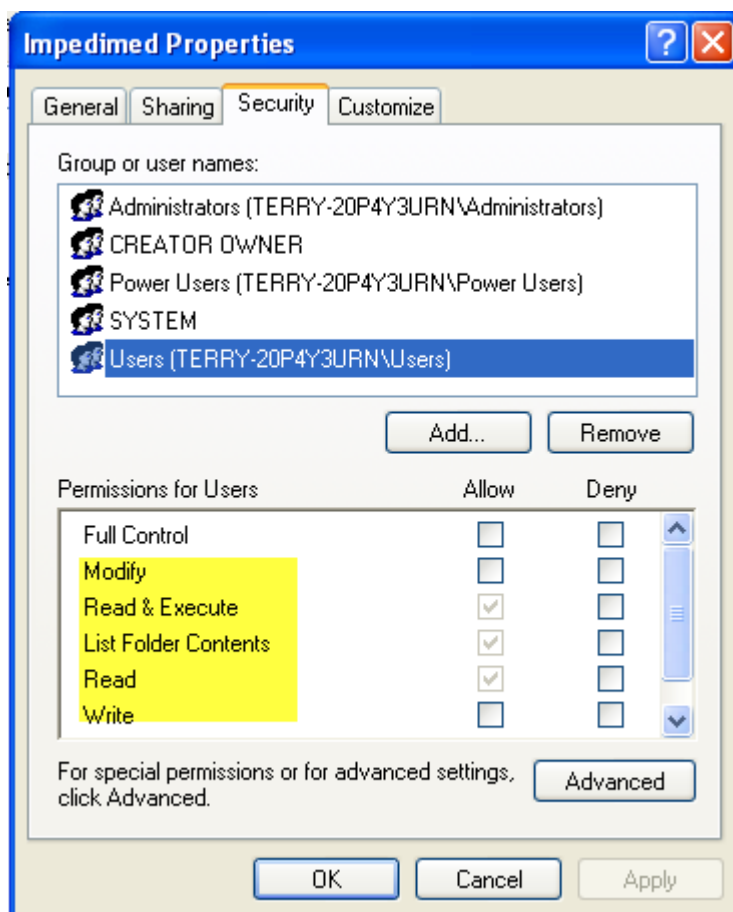 Impedimed Properties
General Sharing Security Customize
Group or user names:
Administrators (TERRY-20P4Y3URN\Administrators)
CREATOR OWNER
Power Users (TERRY-20P4Y3URN\Power Users)
SYSTEM
Users (TERRY-20P4Y3URN\Users)
Add... Remove
Permissions for Users Allow Deny
Full Control
Modify
Read & Execute
List Folder Contents
Read
Write
For special permissions or for advanced settings,
click Advanced.
Advanced
OK Cancel Apply